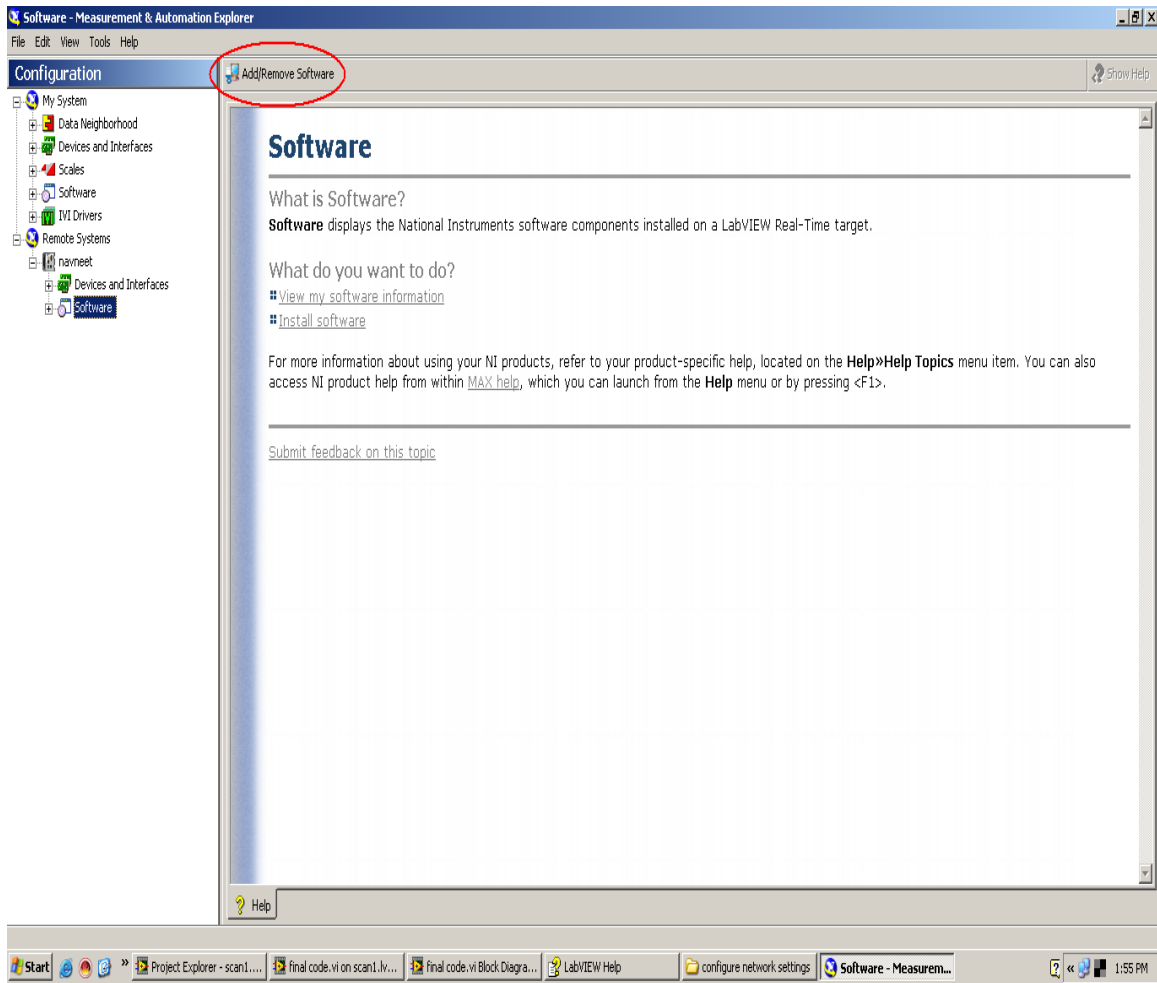 Software - Measurement & Automation Explorer
File Edit View Tools Help
Configuration
Add/Remove Software
Show Help
My System
Data Neighborhood
Devices and Interfaces
Scales
Software
IVI Drivers
Remote Systems
navneet
Devices and Interfaces
Software
Software
What is Software?
Software displays the National Instruments software components installed on a LabVIEW Real-Time target.
What do you want to do?
View my software information
Install software
For more information about using your NI products, refer to your product-specific help, located on the Help»Help Topics menu item. You can also
access NI product help from within MAX help, which you can launch from the Help menu or by pressing <F1>.
Submit feedback on this topic
Help
Start » Project Explorer - scan1.... final code.vi on scan1.lv... final code.vi Block Diagra... LabVIEW Help configure network settings Software - Measurem... « 1:55 PM